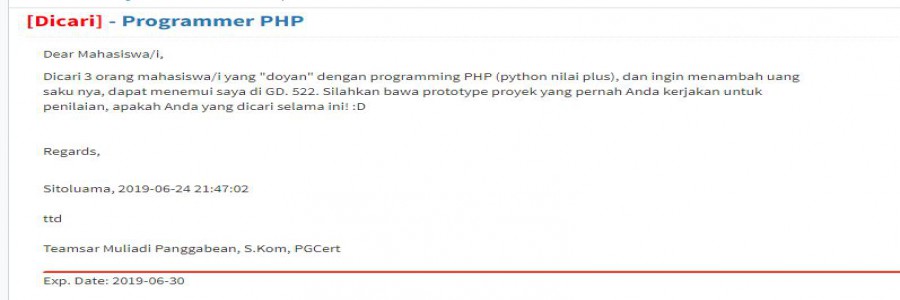 [Dicari] - Programmer PHP
Dear Mahasiswa/i,
Dicari 3 orang mahasiswa/i yang "doyan" dengan programming PHP (python nilai plus), dan ingin menambah uang
saku nya, dapat menemui saya di GD. 522. Silahkan bawa prototype proyek yang pernah Anda kerjakan untuk
penilaian, apakah Anda yang dicari selama ini! :D
Regards,
Sitoluama, 2019-06-24 21:47:02
ttd
Teamsar Muliadi Panggabean, S.Kom, PGCert
Exp. Date: 2019-06-30